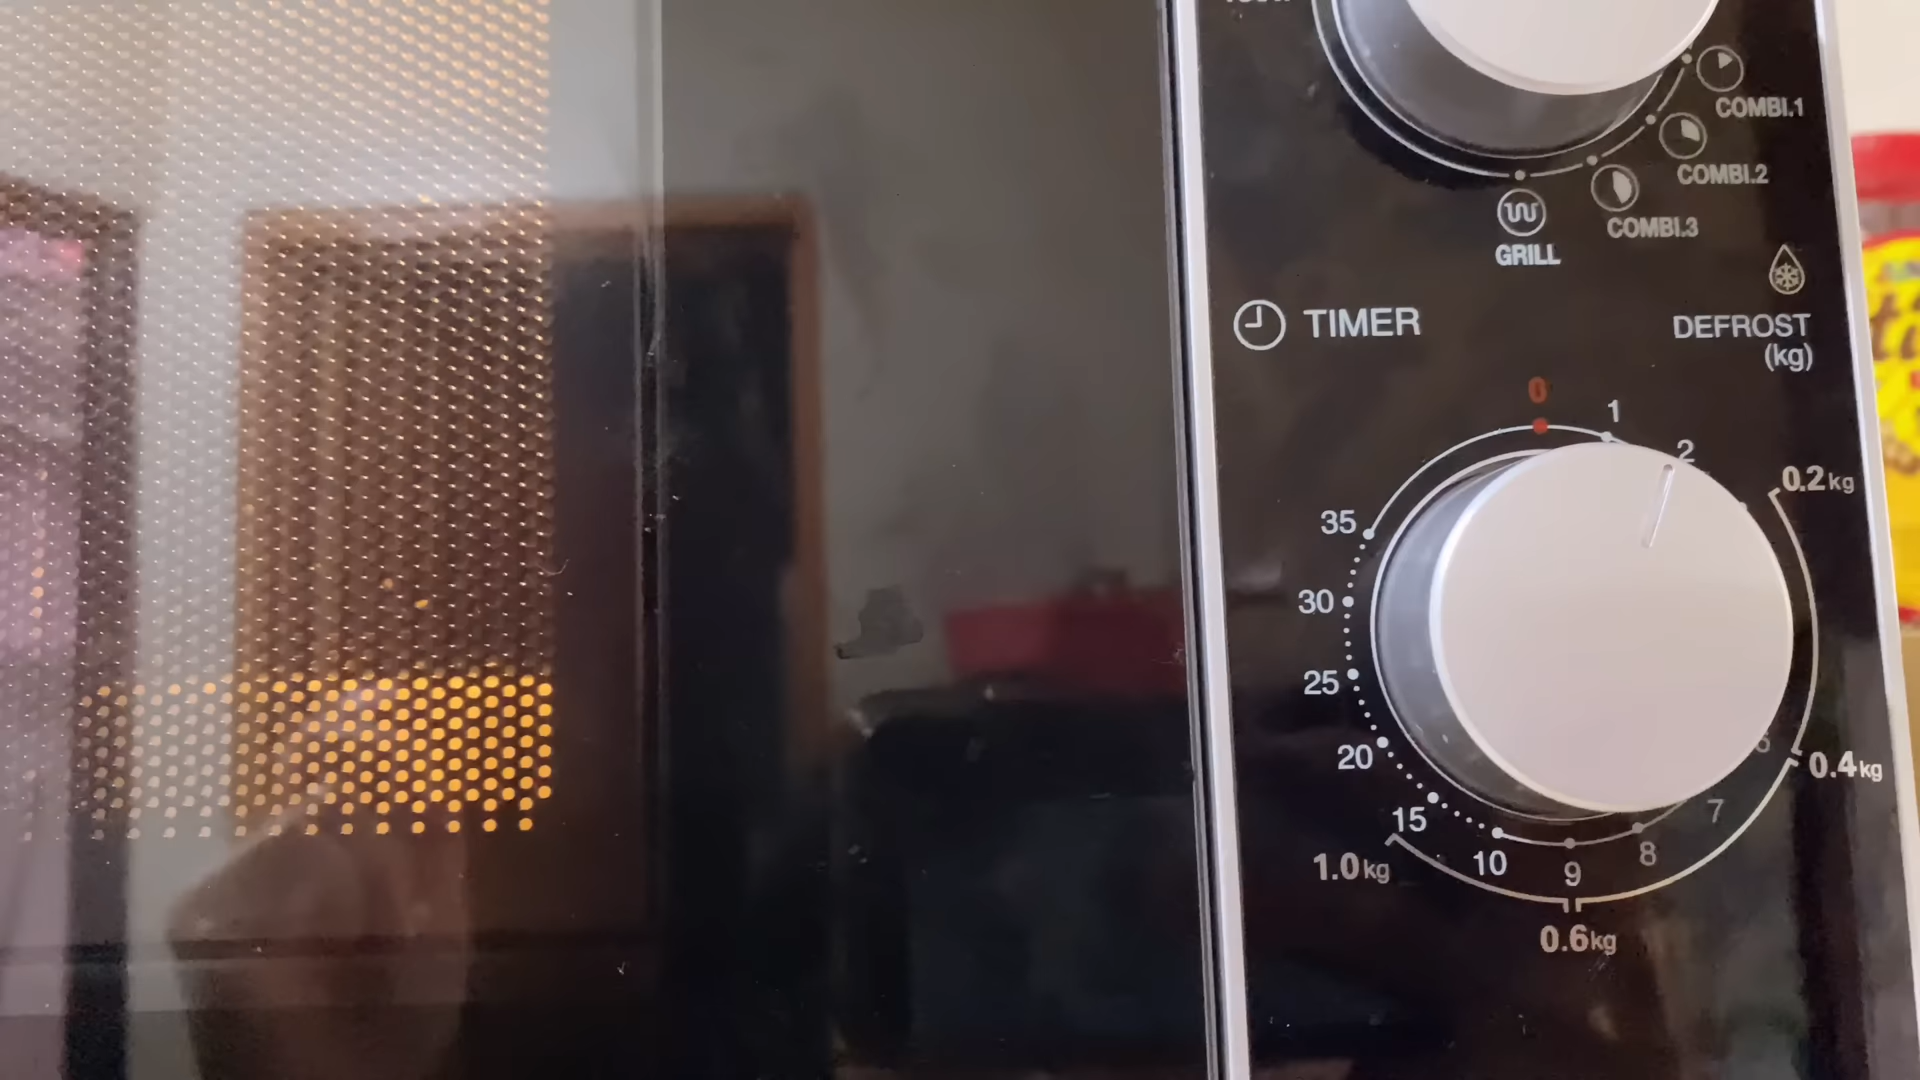 COMBI.1
COMBI.2
COMBI.3
GRILL
TIMER
DEFROST
(kg)
0
1
2
0.2kg
35
30
25
20
6
0.4kg
15
7
10
8
9
1.0kg
0.6kg